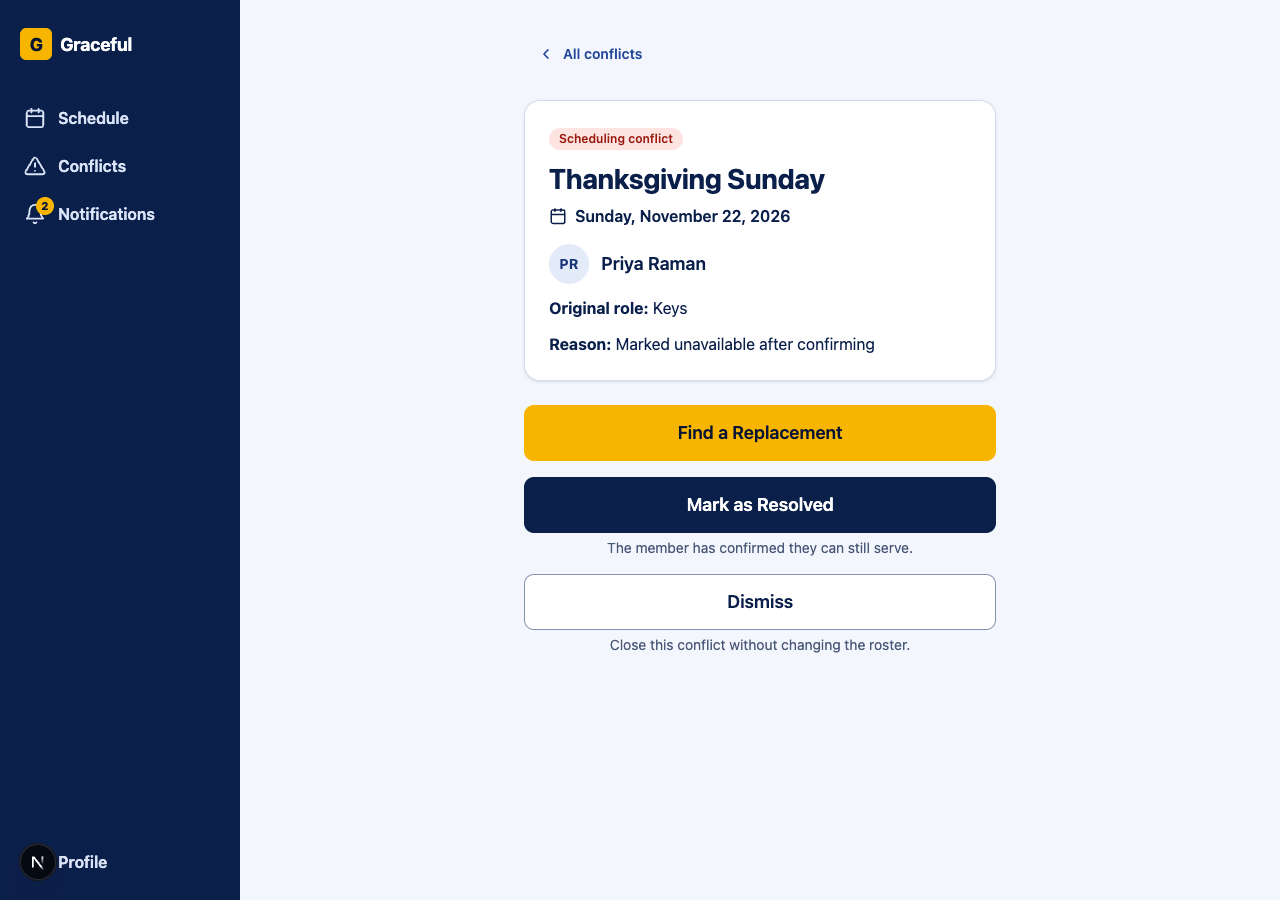 G Graceful
Schedule
Conflicts
2
Notifications
N Profile
All conflicts
Scheduling conflict
Thanksgiving Sunday
Sunday, November 22, 2026
PR Priya Raman
Original role: Keys
Reason: Marked unavailable after confirming
Find a Replacement
Mark as Resolved
The member has confirmed they can still serve.
Dismiss
Close this conflict without changing the roster.